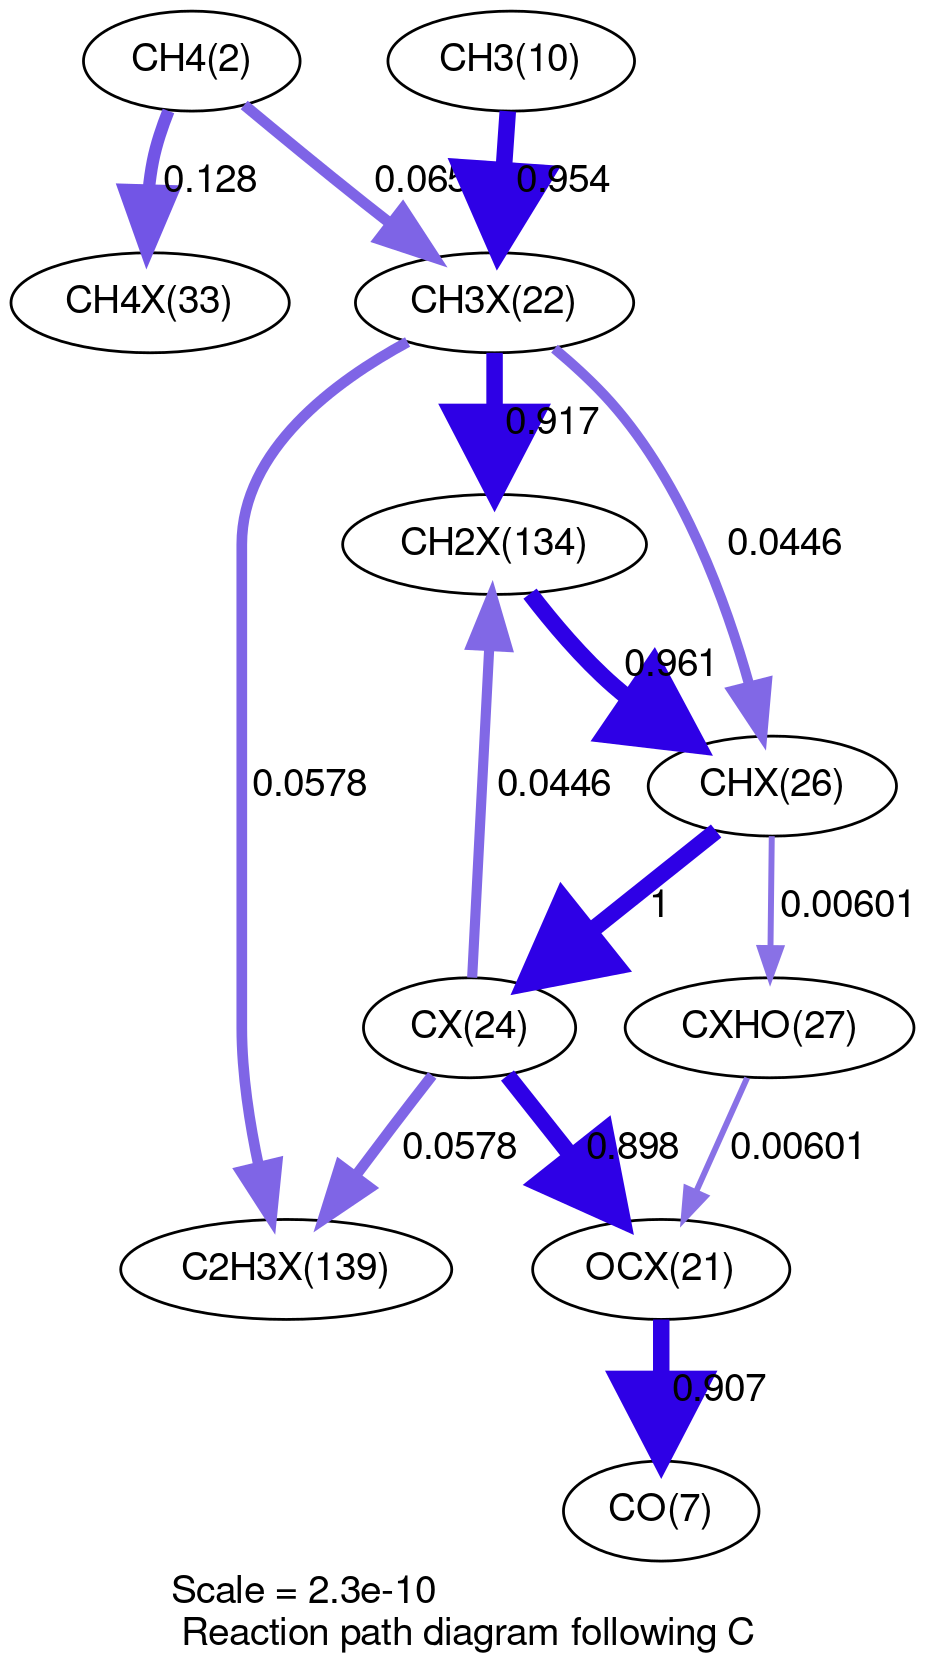 CH4(2)
CH3(10)
0.128
0.954
CH4X(33)
CH3X(22)
0.917
CH2X(134)
0.0446
0.961
0.0578
0.0446
CHX(26)
1
0.00601
CX(24)
CXHO(27)
0.0578
0.898
0.00601
C2H3X(139)
OCX(21)
0.907
CO(7)
Scale = 2.3e-10
Reaction path diagram following C